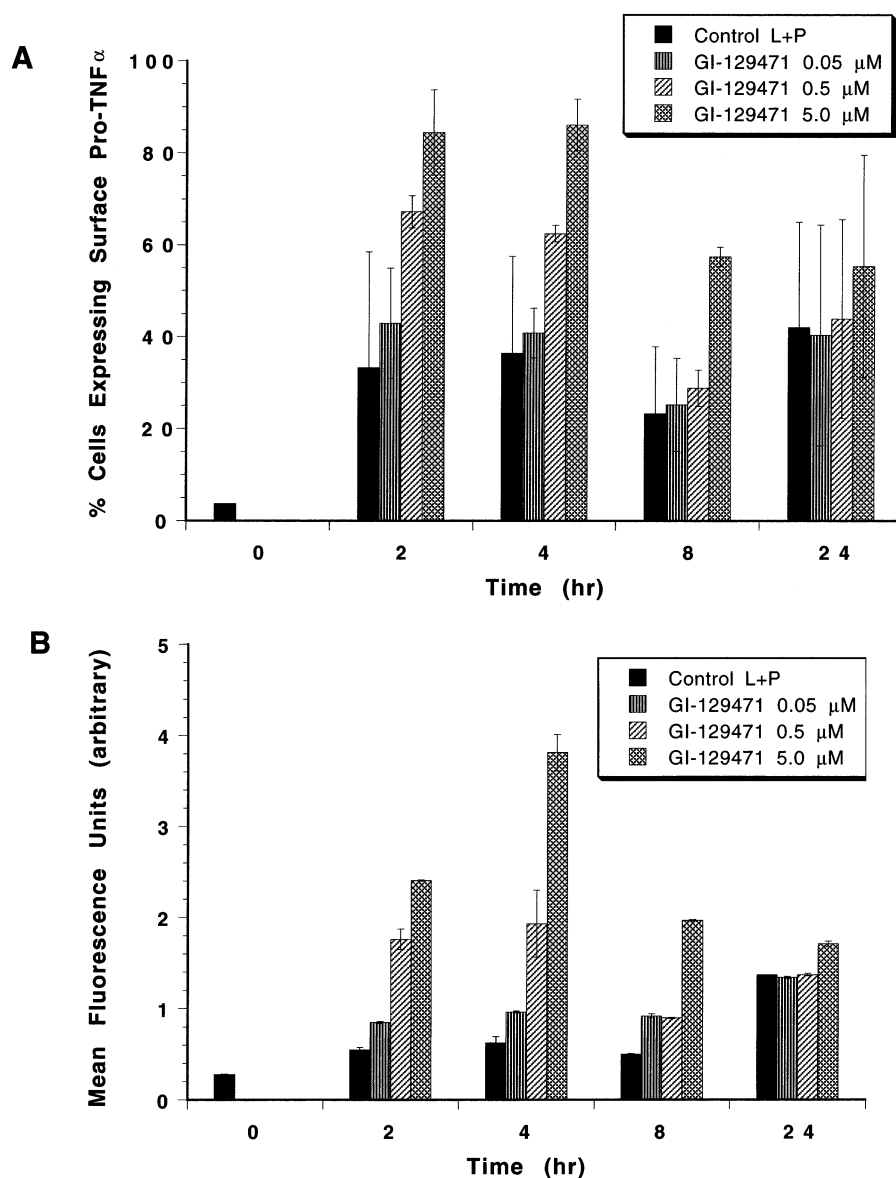 A
Control L+P
GI-129471 0.05 μM
GI-129471 0.5 μM
GI-129471 5.0 μM
% Cells Expressing Surface Pro-TNFα
100
80
60
40
20
0
0 2 4 8 24
Time (hr)
B
Control L+P
GI-129471 0.05 μM
GI-129471 0.5 μM
GI-129471 5.0 μM
Mean Fluorescence Units (arbitrary)
5
4
3
2
1
0
0 2 4 8 24
Time (hr)